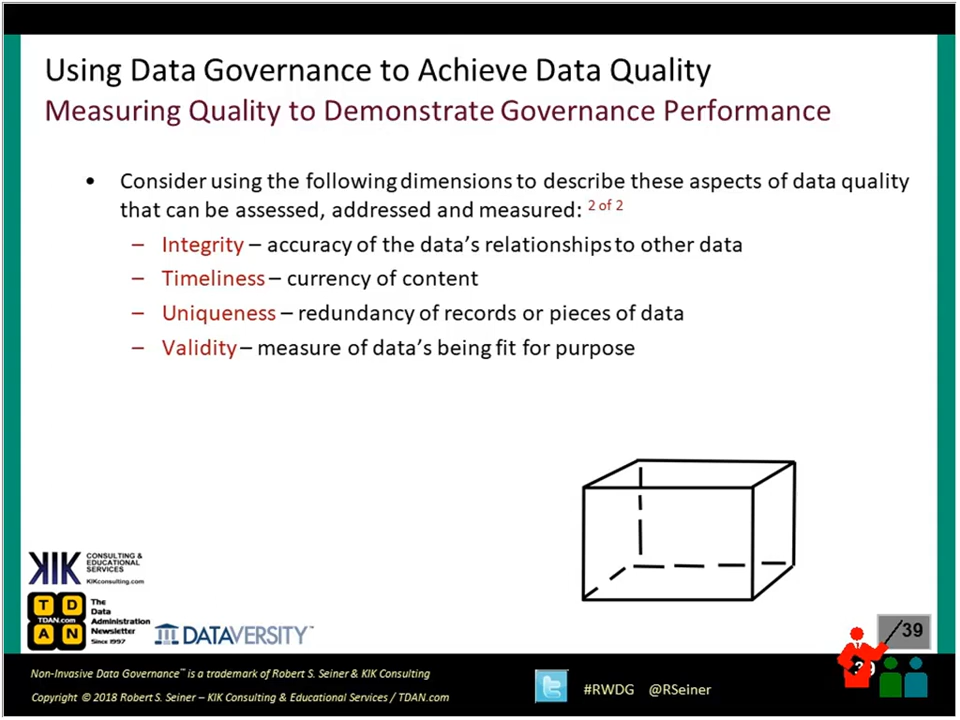 Using Data Governance to Achieve Data Quality
Measuring Quality to Demonstrate Governance Performance
• Consider using the following dimensions to describe these aspects of data quality
that can be assessed, addressed and measured: 2 of 2
– Integrity – accuracy of the data's relationships to other data
– Timeliness – currency of content
– Uniqueness – redundancy of records or pieces of data
– Validity – measure of data's being fit for purpose
KIK
CONSULTING &
EDUCATIONAL
SERVICES
KIKconsulting.com
T D
TDAN.com
A N
The
Data
Administration
Newsletter
Since 1997
DATAVERSITY™
/39
39
Non-Invasive Data Governance™ is a trademark of Robert S. Seiner & KIK Consulting
Copyright © 2018 Robert S. Seiner – KIK Consulting & Educational Services / TDAN.com
#RWDG @RSeiner